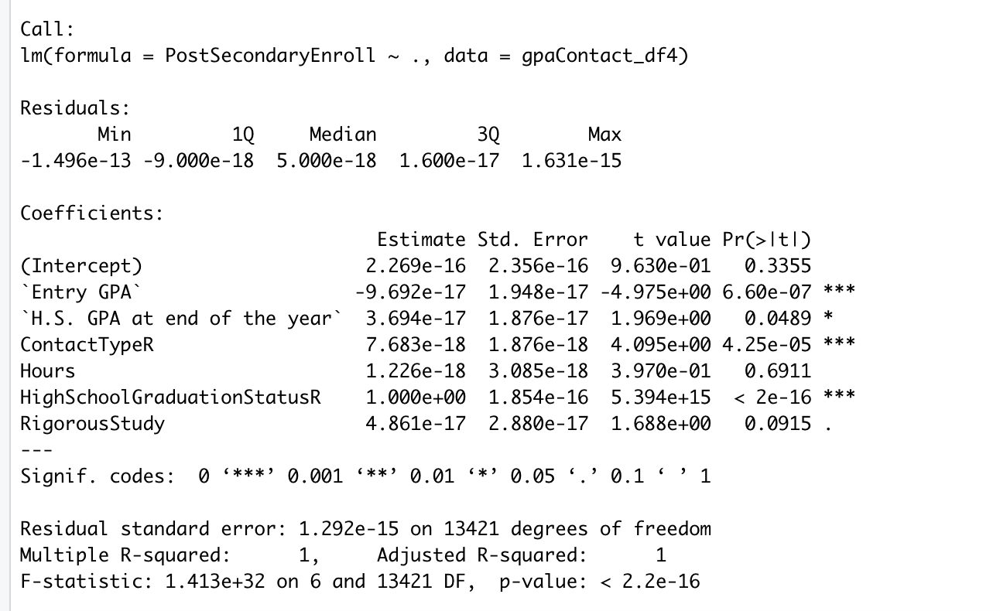 Call:
lm(formula = PostSecondaryEnroll ~ ., data = gpaContact_df4)
Residuals:
Min 1Q Median 3Q Max
-1.496e-13 -9.000e-18 5.000e-18 1.600e-17 1.631e-15
Coefficients:
Estimate Std. Error t value Pr(>|t|)
(Intercept) 2.269e-16 2.356e-16 9.630e-01 0.3355
`Entry GPA` -9.692e-17 1.948e-17 -4.975e+00 6.60e-07 ***
`H.S. GPA at end of the year` 3.694e-17 1.876e-17 1.969e+00 0.0489 *
ContactTypeR 7.683e-18 1.876e-18 4.095e+00 4.25e-05 ***
Hours 1.226e-18 3.085e-18 3.970e-01 0.6911
HighSchoolGraduationStatusR 1.000e+00 1.854e-16 5.394e+15 < 2e-16 ***
RigorousStudy 4.861e-17 2.880e-17 1.688e+00 0.0915 .
---
Signif. codes: 0 ‘***’ 0.001 ‘**’ 0.01 ‘*’ 0.05 ‘.’ 0.1 ‘ ’ 1
Residual standard error: 1.292e-15 on 13421 degrees of freedom
Multiple R-squared: 1, Adjusted R-squared: 1
F-statistic: 1.413e+32 on 6 and 13421 DF, p-value: < 2.2e-16